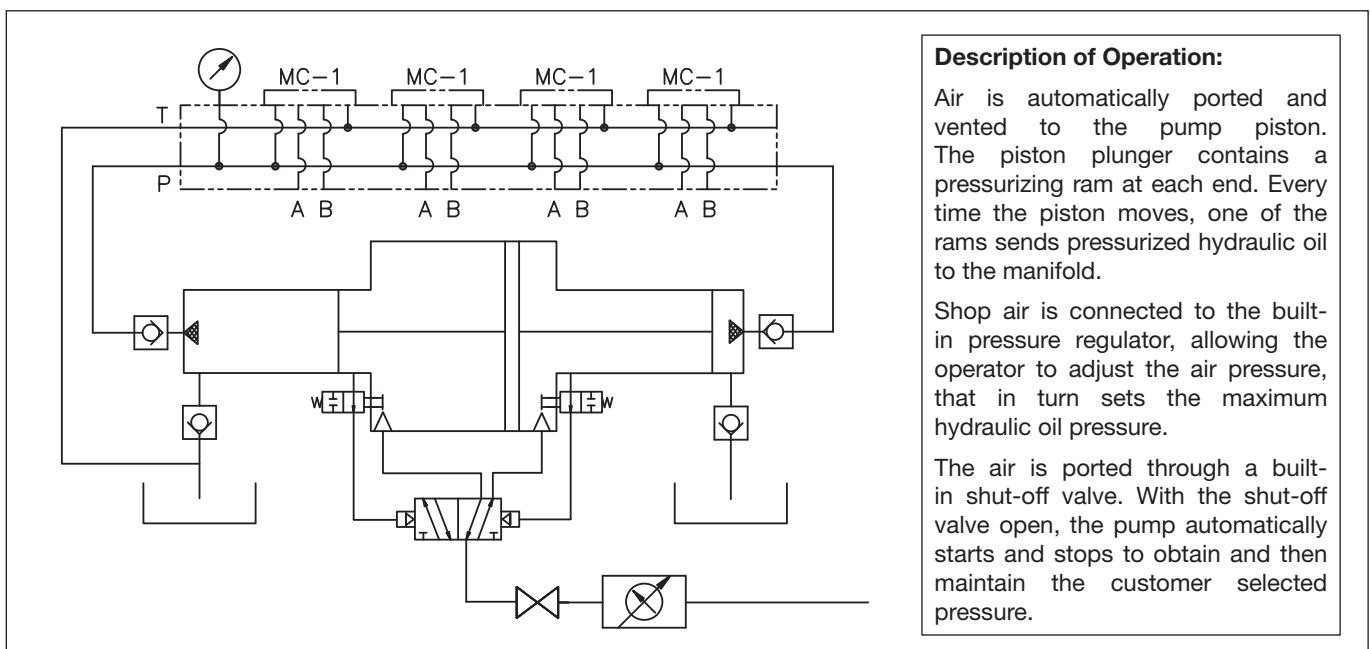 MC-1 MC-1 MC-1 MC-1
T
P
A B A B A B A B
T T
Description of Operation:
Air is automatically ported and
vented to the pump piston.
The piston plunger contains a
pressurizing ram at each end. Every
time the piston moves, one of the
rams sends pressurized hydraulic oil
to the manifold.
Shop air is connected to the built-
in pressure regulator, allowing the
operator to adjust the air pressure,
that in turn sets the maximum
hydraulic oil pressure.
The air is ported through a built-
in shut-off valve. With the shut-off
valve open, the pump automatically
starts and stops to obtain and then
maintain the customer selected
pressure.